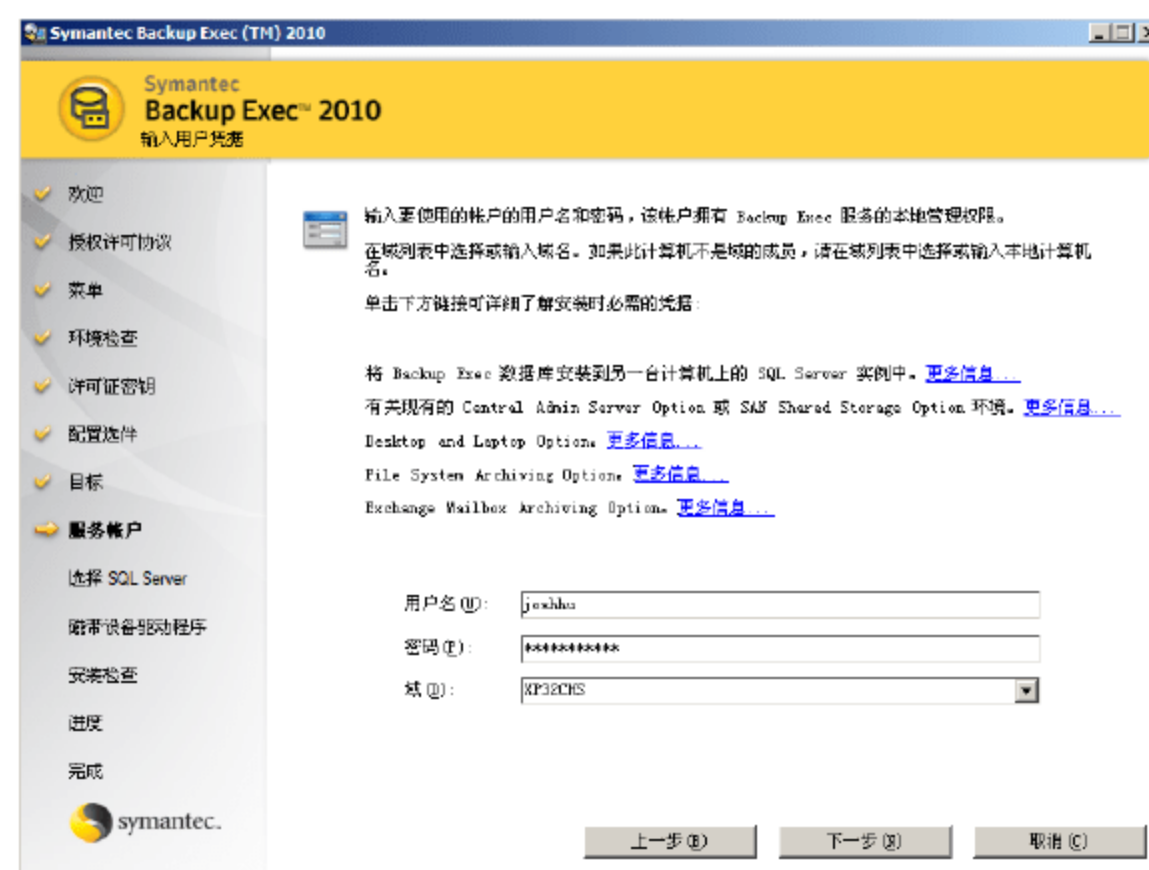 Symantec Backup Exec (TM) 2010
Symantec
Backup Exec™ 2010
输入用户凭据
欢迎
授权许可协议
菜单
环境检查
许可证密钥
配置选件
目标
服务帐户
选择 SQL Server
磁带设备驱动程序
安装检查
进度
完成
symantec.
输入要使用的帐户的用户名和密码，该帐户拥有 Backup Exec 服务的本地管理权限。
在域列表中选择或输入域名。如果此计算机不是域的成员，请在域列表中选择或输入本地计算机
名。
单击下方链接可详细了解安装时必需的凭据：
将 Backup Exec 数据库安装到另一台计算机上的 SQL Server 实例中。更多信息...
有关现有的 Central Admin Server Option 或 SAN Shared Storage Option 环境。更多信息...
Desktop and Laptop Option。更多信息...
File System Archiving Option。更多信息...
Exchange Mailbox Archiving Option。更多信息...
用户名(U): joshhu
密码(P): ***********
域(D): XP32CHS
上一步(B) 下一步(N) 取消(C)